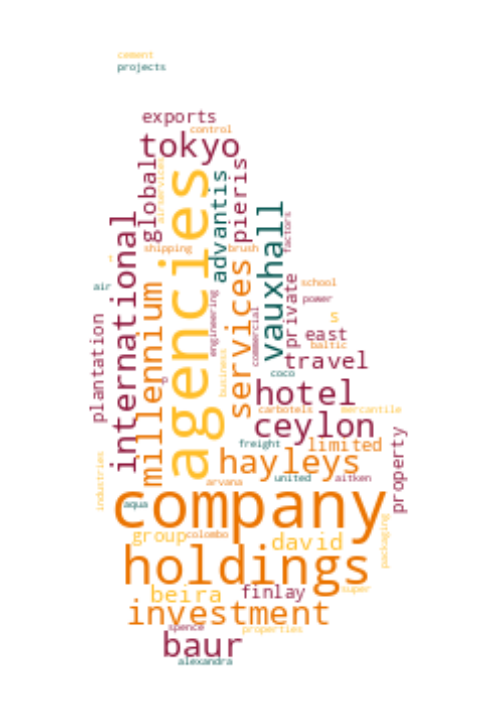 cement
projects
exports
control
tokyo
global
airservices
agencies
advantis
pieris
vauxhall
factors
international
shipping
brush
millennium
services
air
engineering
private
school
power
s
plantation
commercial
east
baltic
business
travel
coco
hotel
carbotels
mercantile
ceylon
freight
limited
property
hayleys
industries
arvana
united
aitken
company
aqua
packaging
group
colombo
david
holdings
beira
finlay
super
investment
spence
properties
baur
alexandra